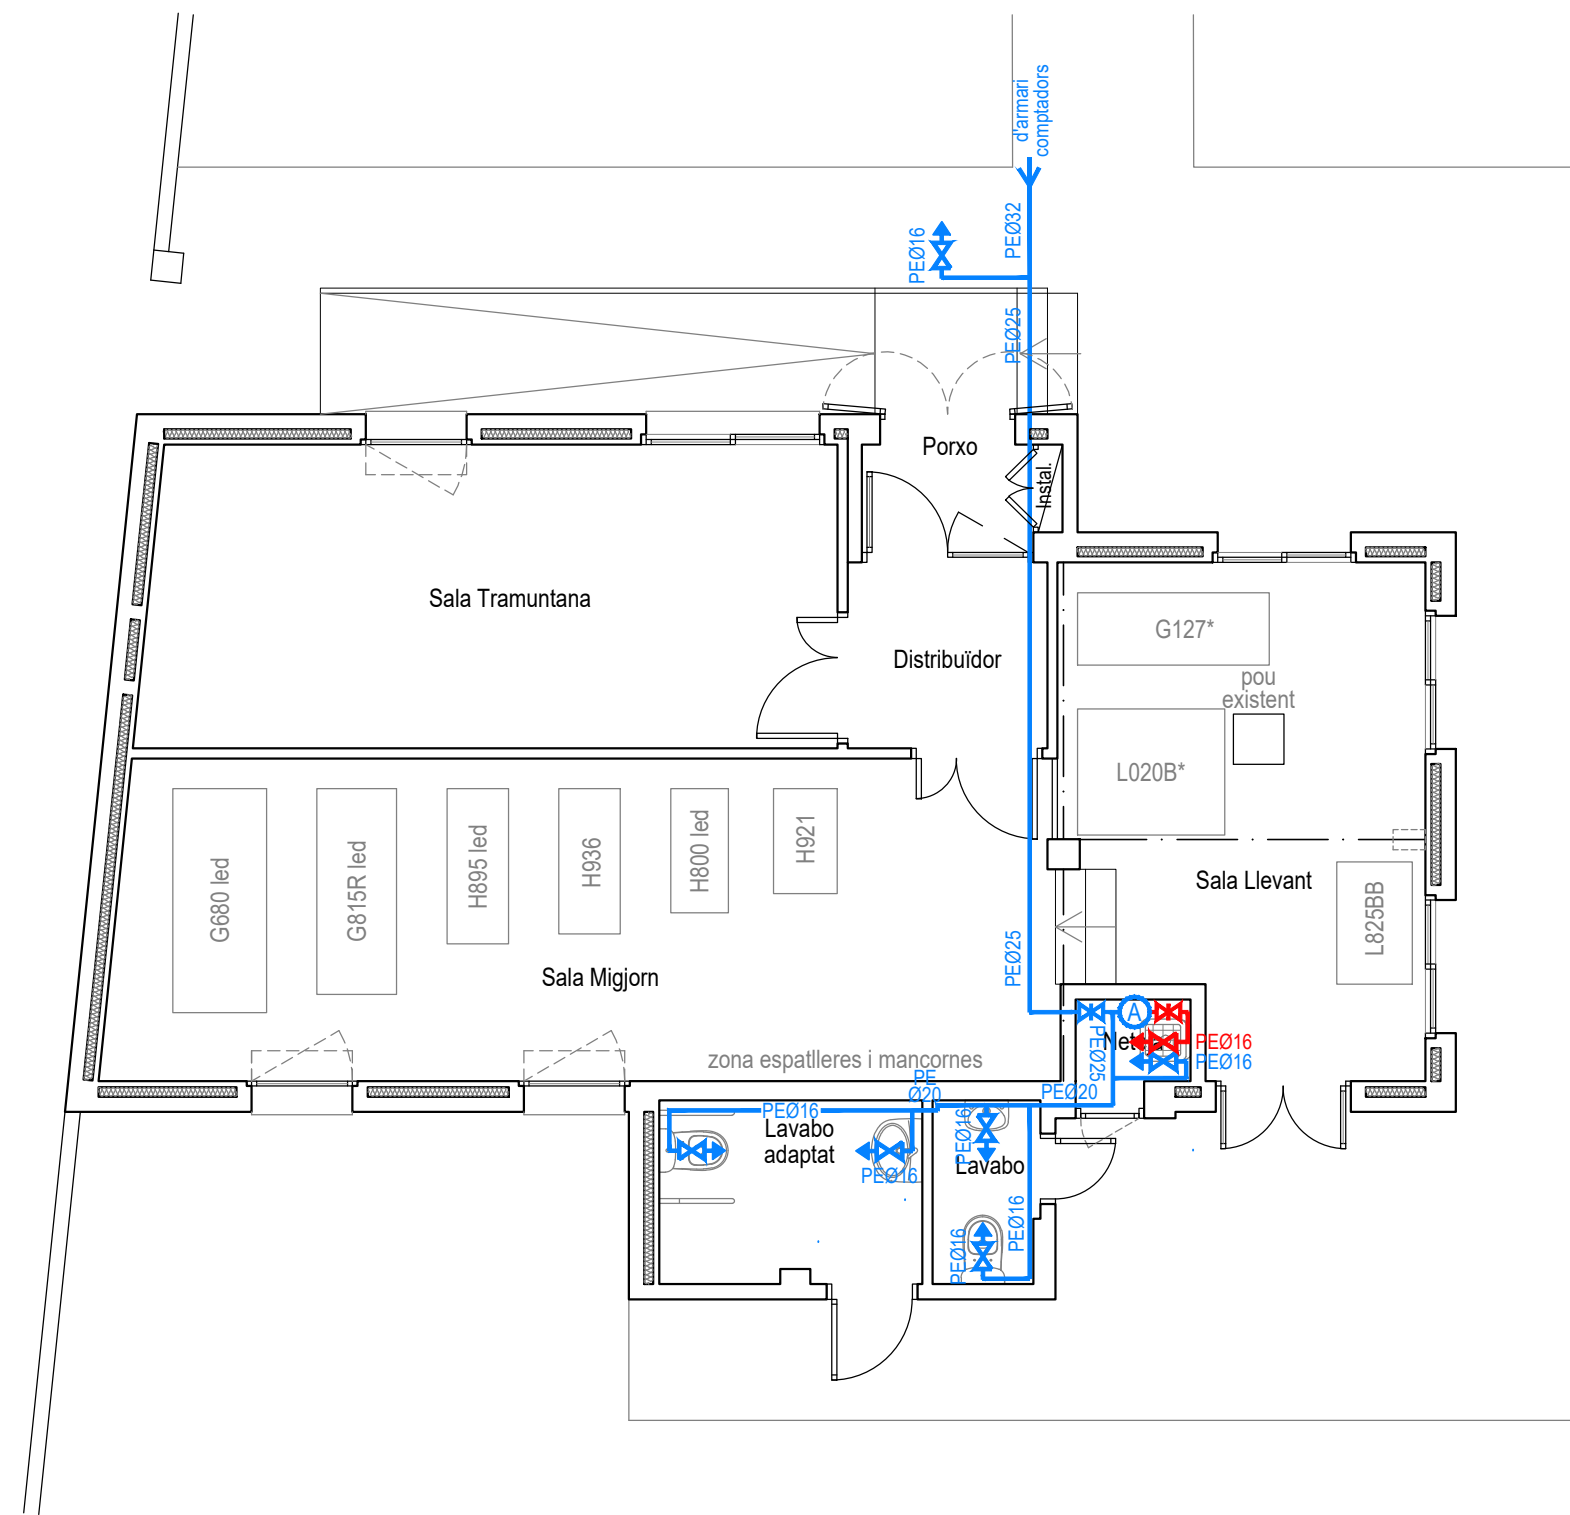 d'armari
comptadors
PEØ32
PEØ16
PEØ25
Porxo
Instal.
Sala Tramuntana
Distribuïdor
G127*
pou
existent
L020B*
G680 led
G815R led
H895 led
H936
H800 led
H921
Sala Llevant
L825BB
Sala Migjorn
PEØ25
A
PEØ16
PEØ16
PEØ25
zona espatlleres i mancornes
PE
Ø20
PEØ20
PEØ16
Lavabo
adaptat
PEØ16
PEØ16
Lavabo
PEØ16
PEØ16